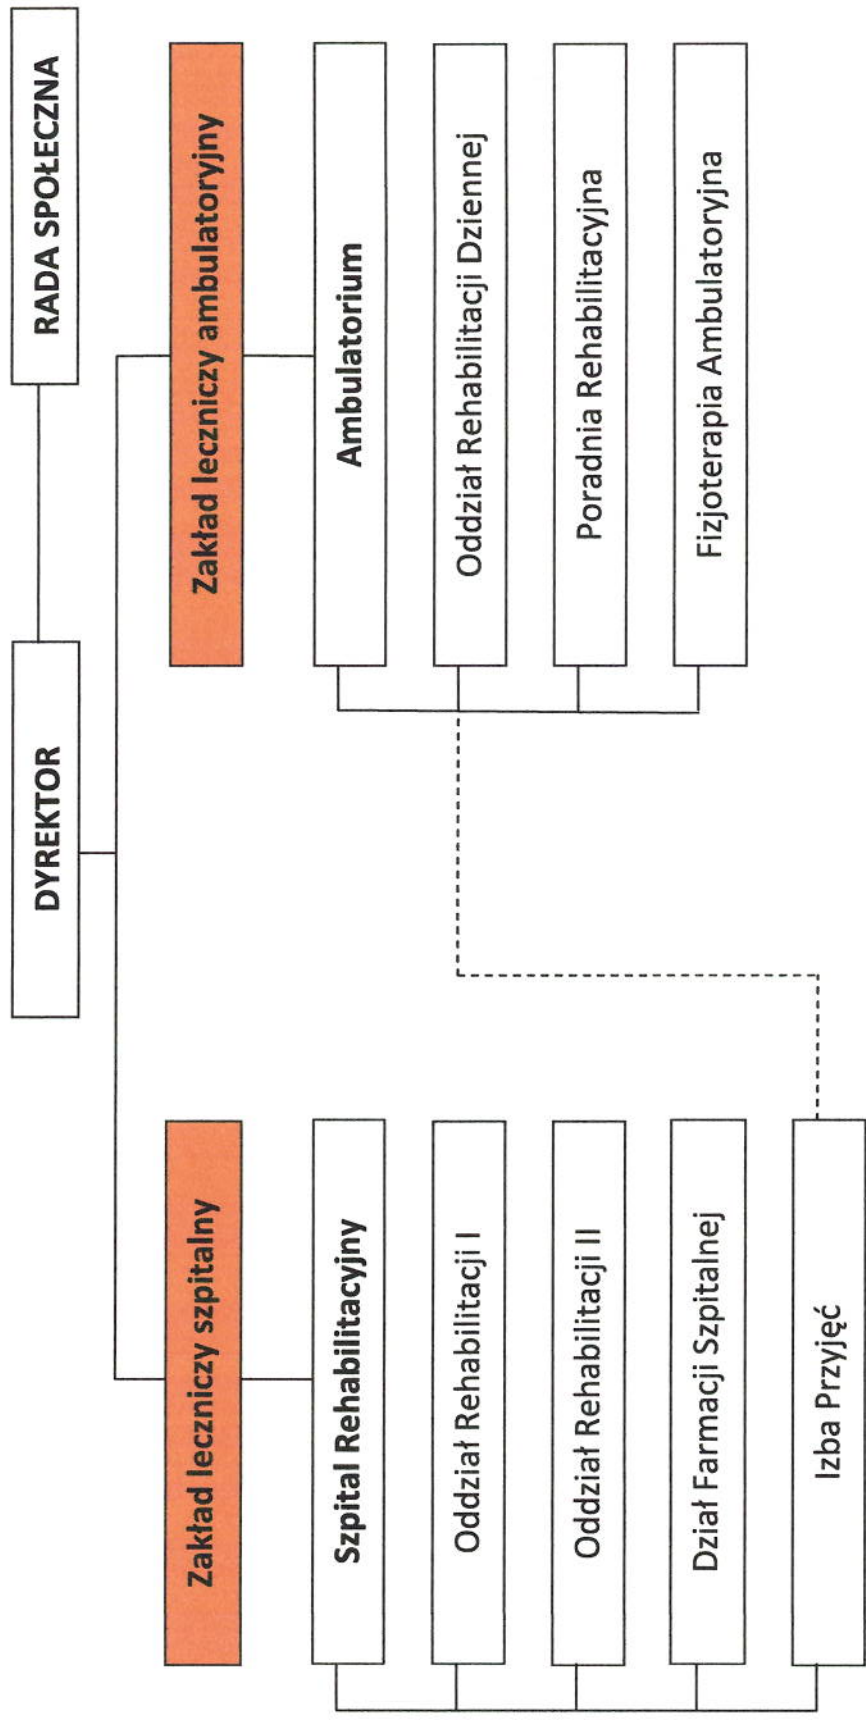 DYREKTOR
RADA SPOŁECZNA
Zakład leczniczy szpitalny
Szpital Rehabilitacyjny
Oddział Rehabilitacji I
Oddział Rehabilitacji II
Dział Farmacji Szpitalnej
Izba Przyjęć
Zakład leczniczy ambulatoryjny
Ambulatorium
Oddział Rehabilitacji Dziennej
Poradnia Rehabilitacyjna
Fizjoterapia Ambulatoryjna